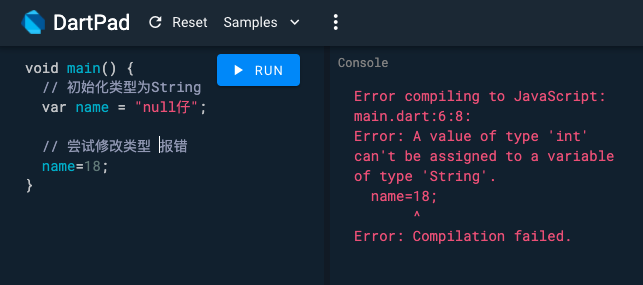 DartPad
Reset
Samples
void main() {
  // 初始化类型为String
  var name = "null仔";
  // 尝试修改类型 报错
  name=18;
}
RUN
Console
Error compiling to JavaScript:
main.dart:6:8:
Error: A value of type 'int'
can't be assigned to a variable
of type 'String'.
  name=18;
       ^
Error: Compilation failed.